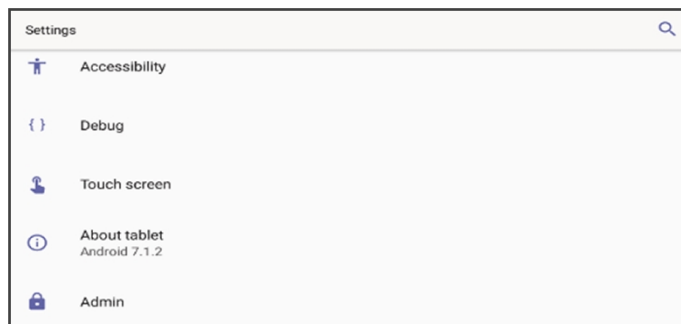 Settings
Accessibility
{ } Debug
Touch screen
About tablet
Android 7.1.2
Admin